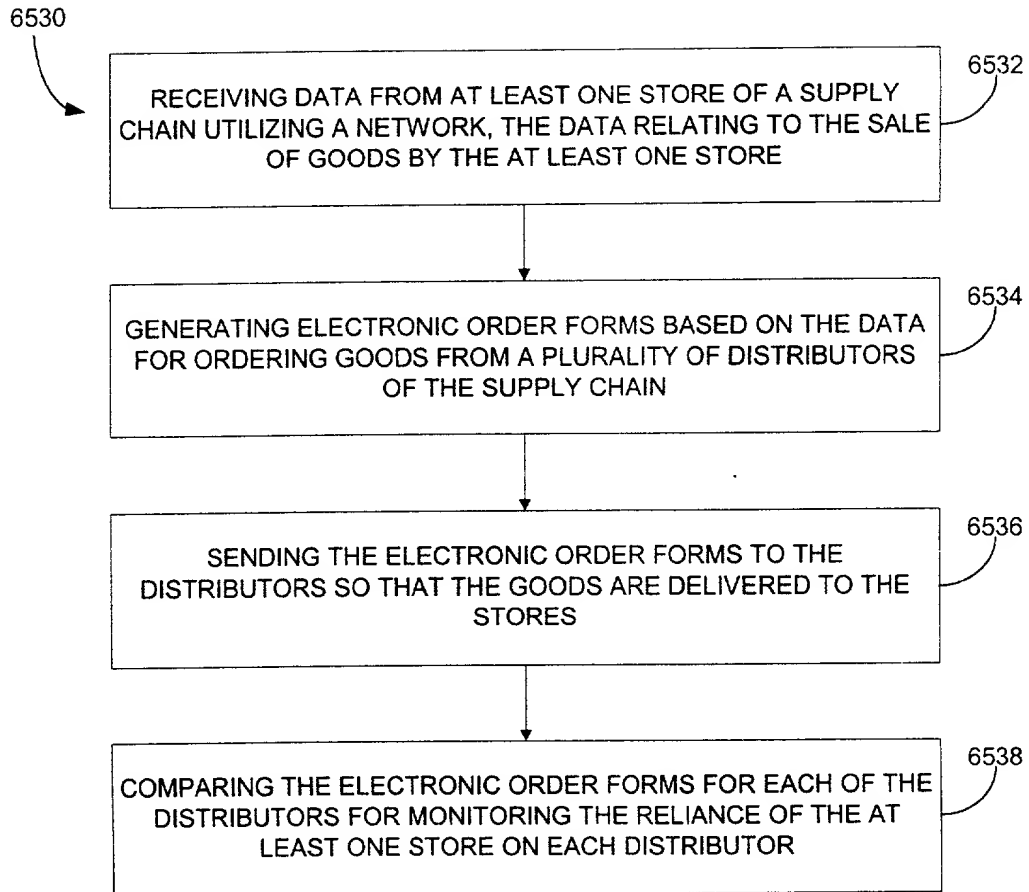 6530
6532
RECEIVING DATA FROM AT LEAST ONE STORE OF A SUPPLY
CHAIN UTILIZING A NETWORK, THE DATA RELATING TO THE SALE
OF GOODS BY THE AT LEAST ONE STORE
6534
GENERATING ELECTRONIC ORDER FORMS BASED ON THE DATA
FOR ORDERING GOODS FROM A PLURALITY OF DISTRIBUTORS
OF THE SUPPLY CHAIN
6536
SENDING THE ELECTRONIC ORDER FORMS TO THE
DISTRIBUTORS SO THAT THE GOODS ARE DELIVERED TO THE
STORES
6538
COMPARING THE ELECTRONIC ORDER FORMS FOR EACH OF THE
DISTRIBUTORS FOR MONITORING THE RELIANCE OF THE AT
LEAST ONE STORE ON EACH DISTRIBUTOR